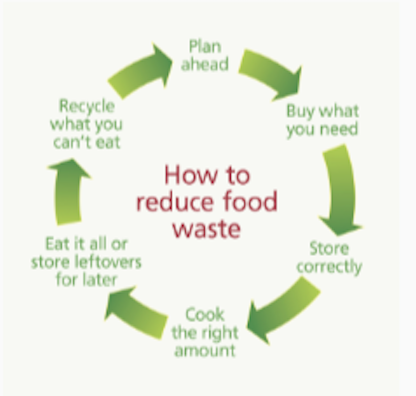 Plan
ahead
Buy what
you need
Store
correctly
Cook
the right
amount
Eat it all or
store leftovers
for later
Recycle
what you
can't eat
How to
reduce food
waste